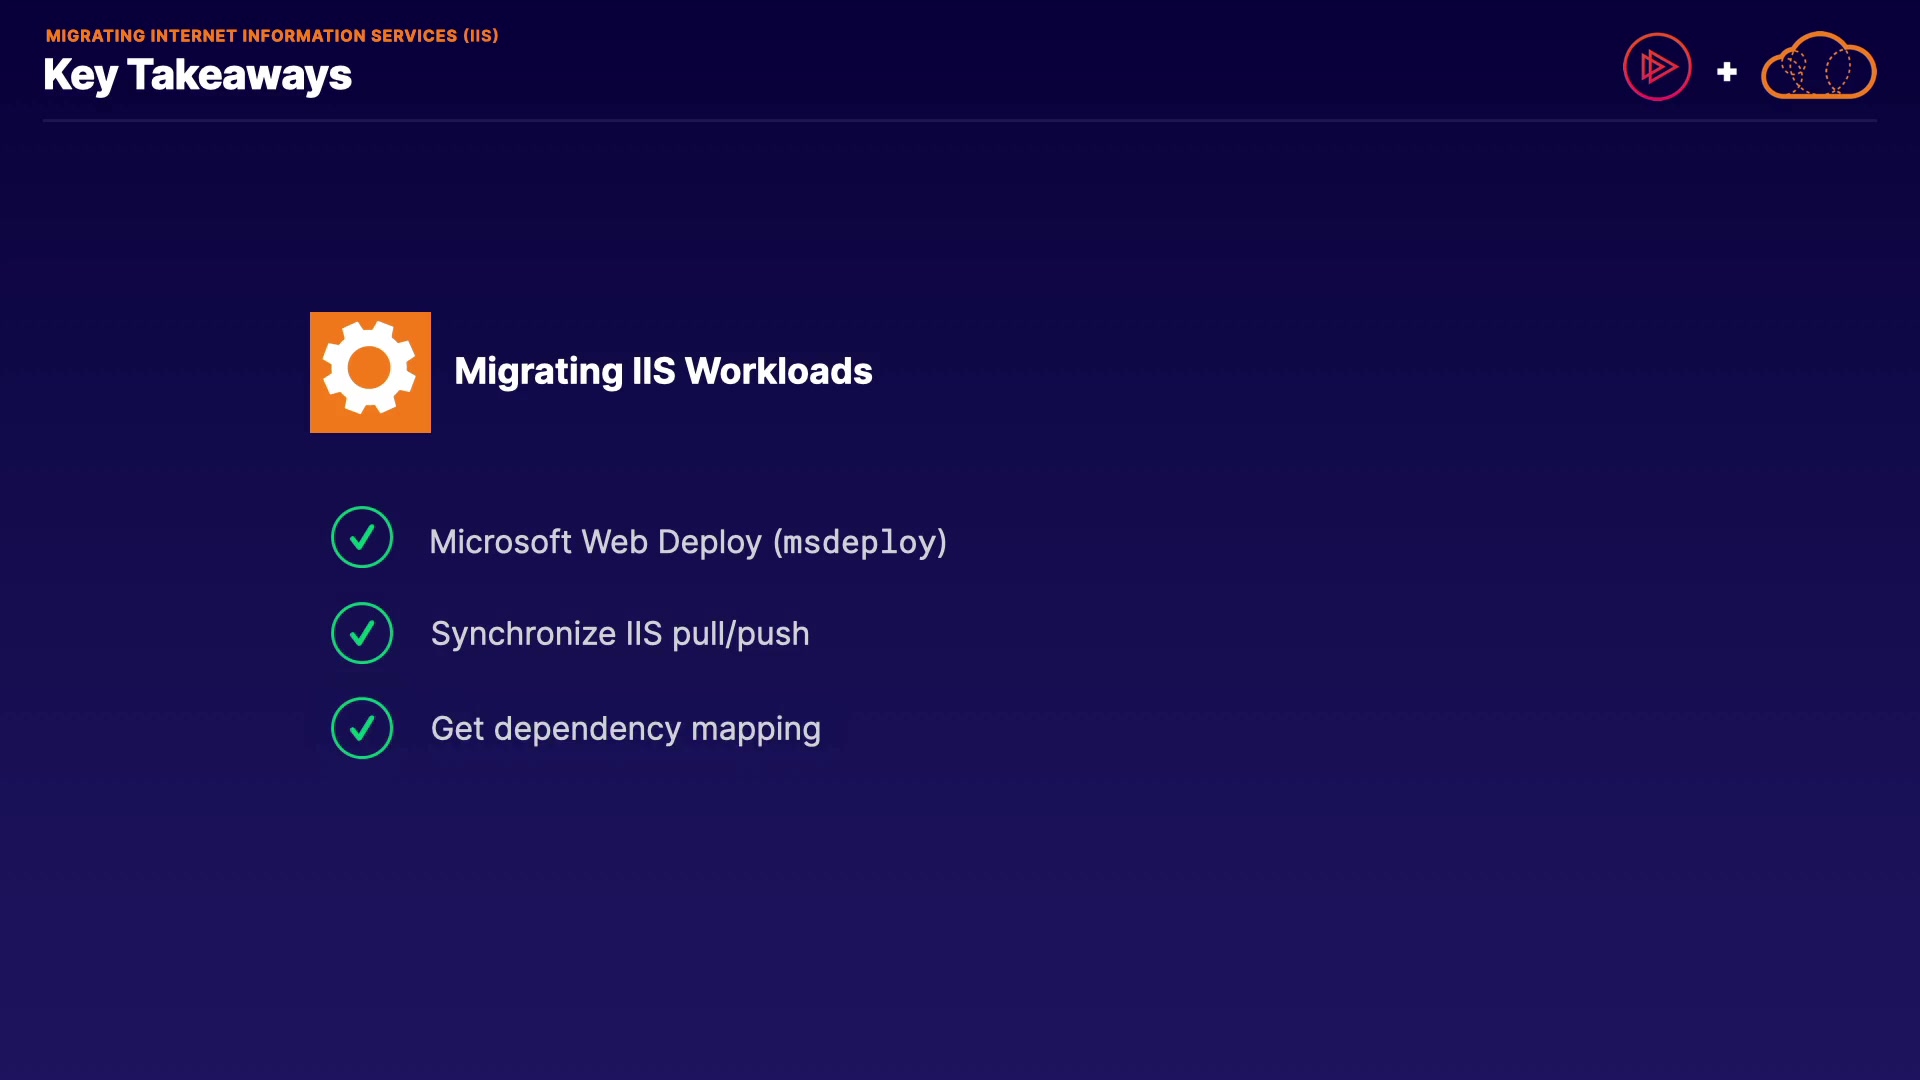 MIGRATING INTERNET INFORMATION SERVICES (IIS)
Key Takeaways
+
Migrating IIS Workloads
Microsoft Web Deploy (msdeploy)
Synchronize IIS pull/push
Get dependency mapping